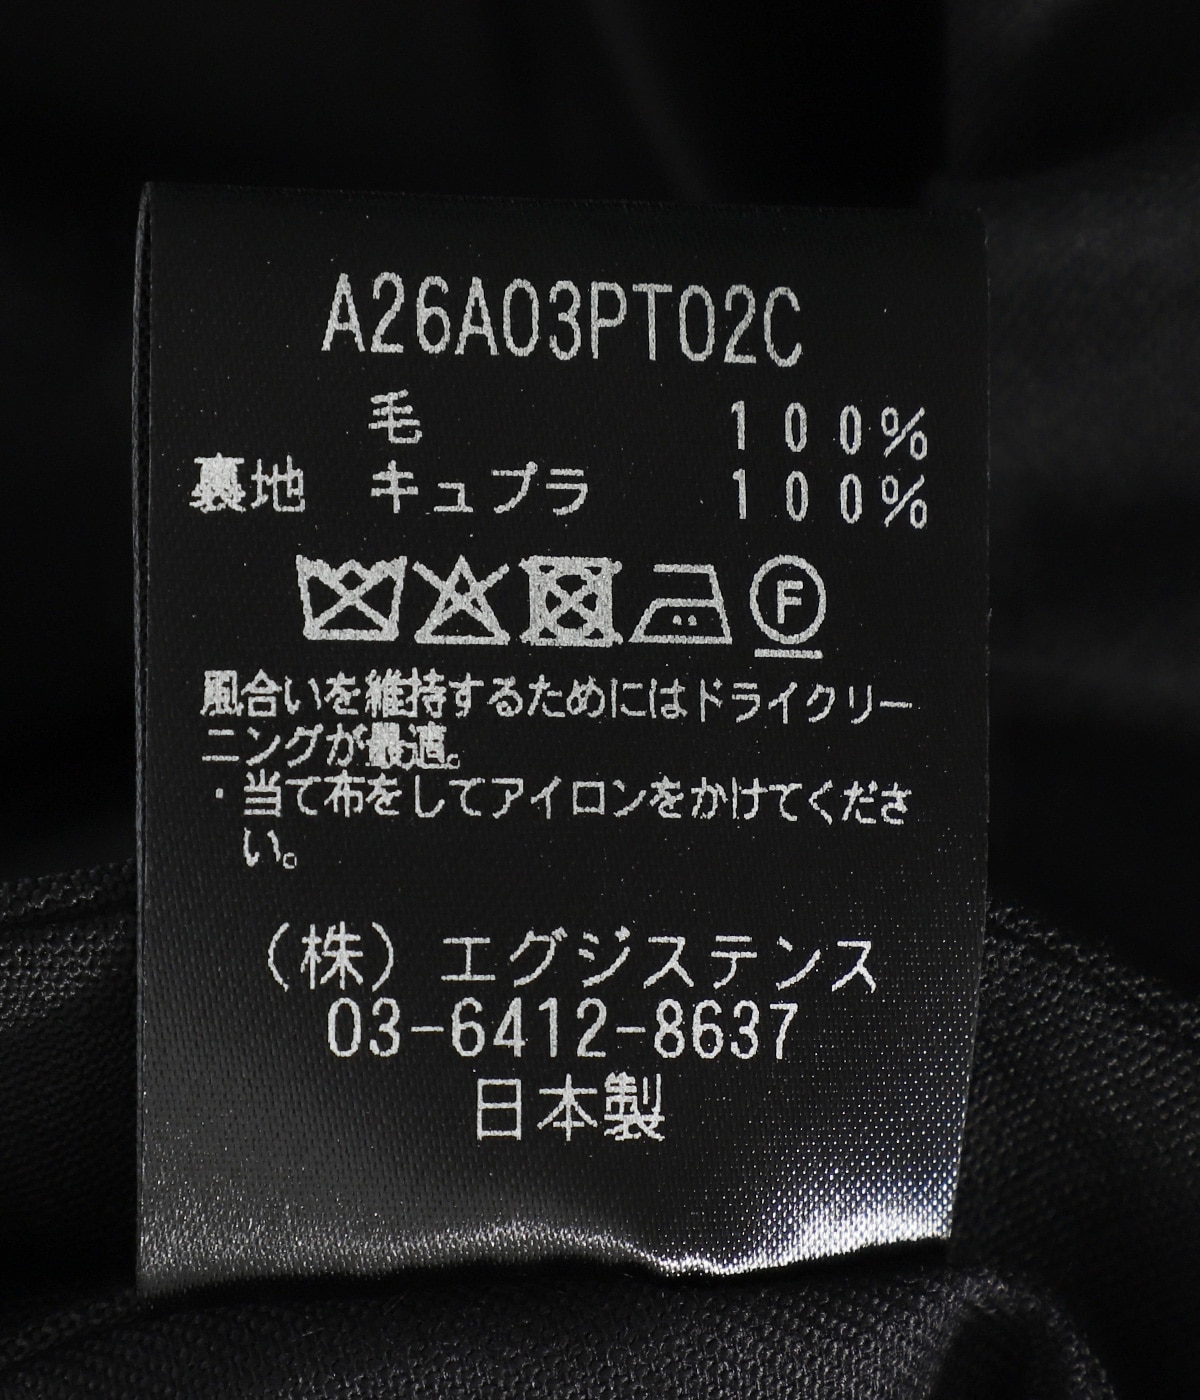 A26A03PT02C
毛 100%
裏地 キュプラ 100%
F
風合いを維持するためにはドライクリー
ニングが最適。
・当て布をしてアイロンをかけてくださ
い。
(株) エグジステンス
03-6412-8637
日本製